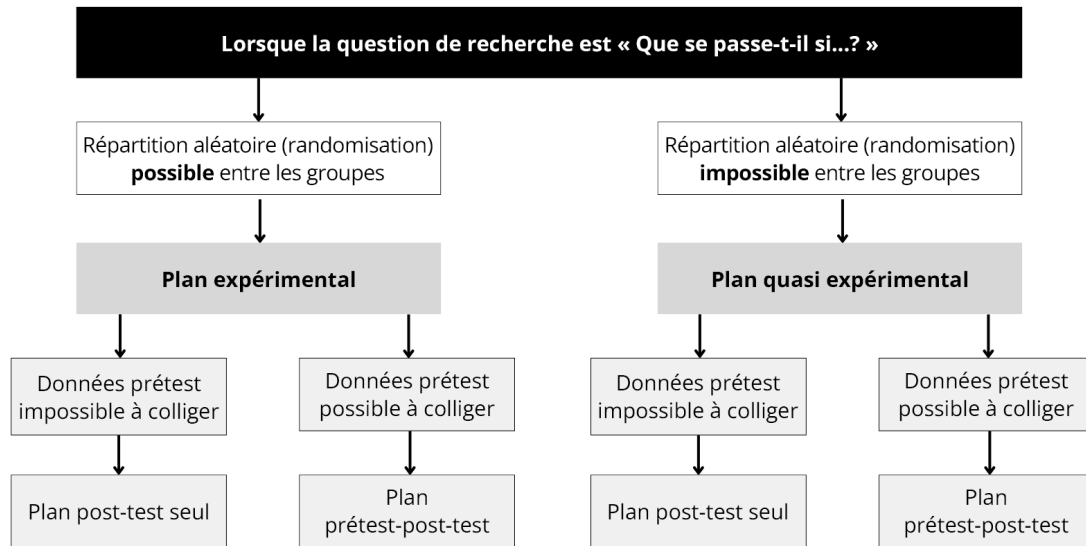 Lorsque la question de recherche est « Que se passe-t-il si...? »
Répartition aléatoire (randomisation)
possible entre les groupes
Répartition aléatoire (randomisation)
impossible entre les groupes
Plan expérimental
Plan quasi expérimental
Données prétest
impossible à colliger
Données prétest
possible à colliger
Données prétest
impossible à colliger
Données prétest
possible à colliger
Plan post-test seul
Plan
prétest-post-test
Plan post-test seul
Plan
prétest-post-test